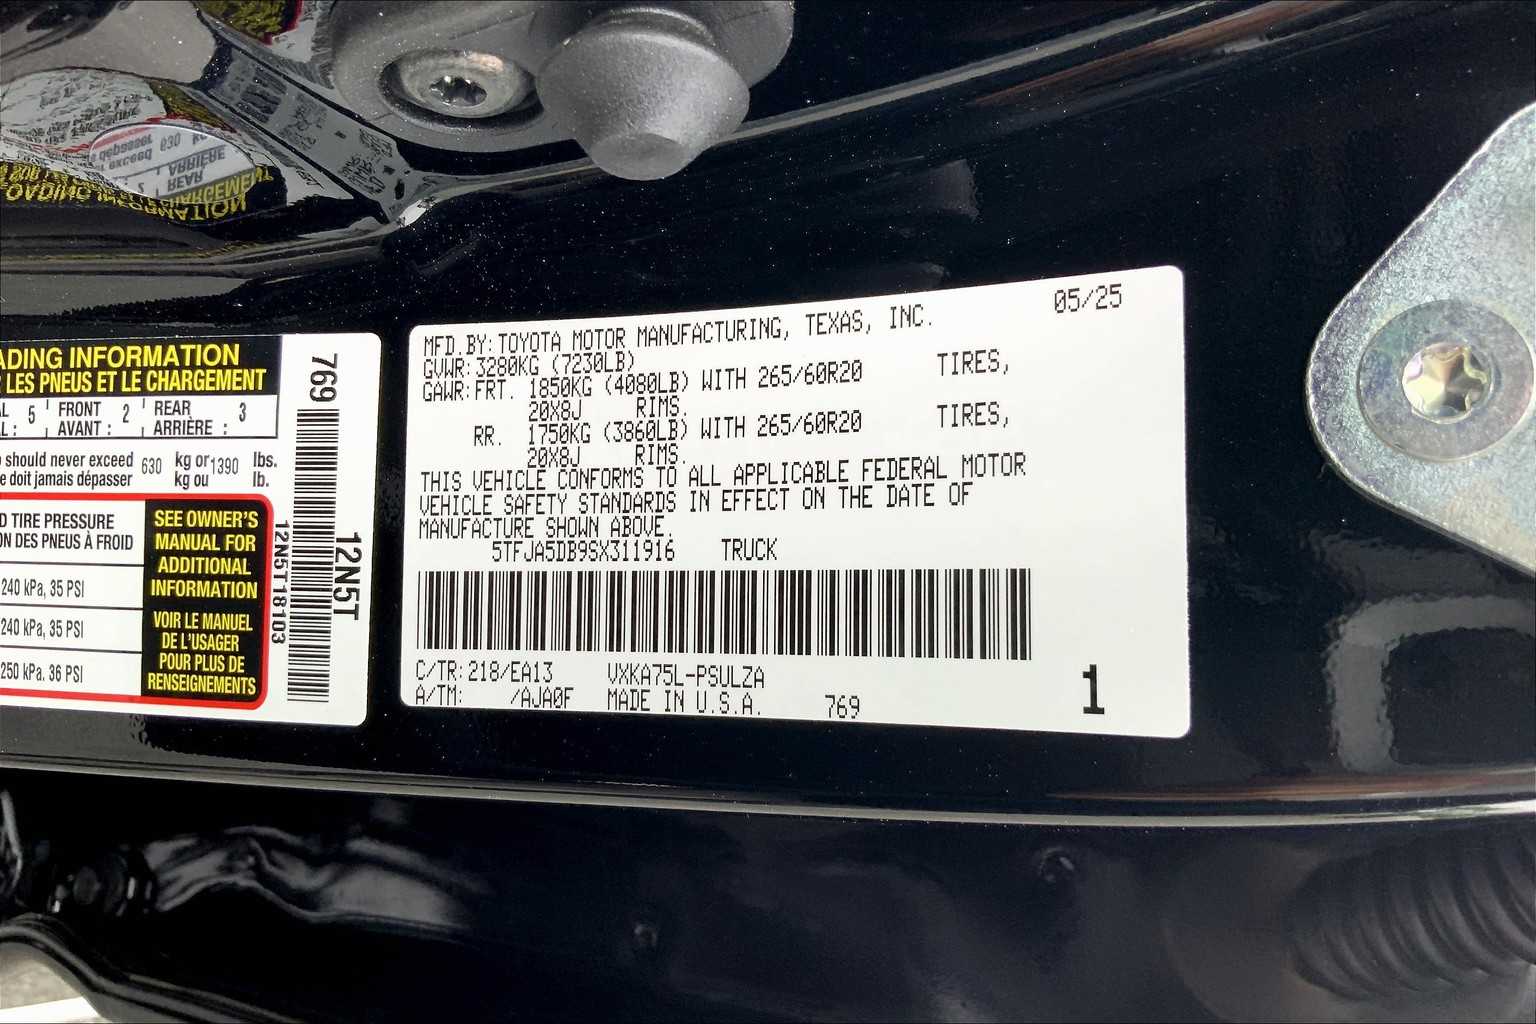 ADING INFORMATION
LES PNEUS ET LE CHARGEMENT
5 FRONT 2 REAR 3
AVANT : ARRIÈRE :
should never exceed 630 kg or 1390 lbs.
e doit jamais dépasser kg ou lb.
D TIRE PRESSURE
ON DES PNEUS À FROID
240 kPa, 35 PSI
240 kPa, 35 PSI
250 kPa, 36 PSI
SEE OWNER'S
MANUAL FOR
ADDITIONAL
INFORMATION
VOIR LE MANUEL
DE L'USAGER
POUR PLUS DE
RENSEIGNEMENTS
769
12N5T18103
12N5T
05/25
MFD.BY: TOYOTA MOTOR MANUFACTURING, TEXAS, INC.
GVWR: 3280KG (7230LB)
GAWR: FRT. 1850KG (4080LB) WITH 265/60R20 TIRES,
20X8J RIMS.
RR. 1750KG (3860LB) WITH 265/60R20 TIRES,
20X8J RIMS.
THIS VEHICLE CONFORMS TO ALL APPLICABLE FEDERAL MOTOR
VEHICLE SAFETY STANDARDS IN EFFECT ON THE DATE OF
MANUFACTURE SHOWN ABOVE.
5TFJA5DB9SX311916 TRUCK
C/TR: 218/EA13 VXKA75L-PSULZA
A/TM: /AJA0F MADE IN U.S.A. 769
1